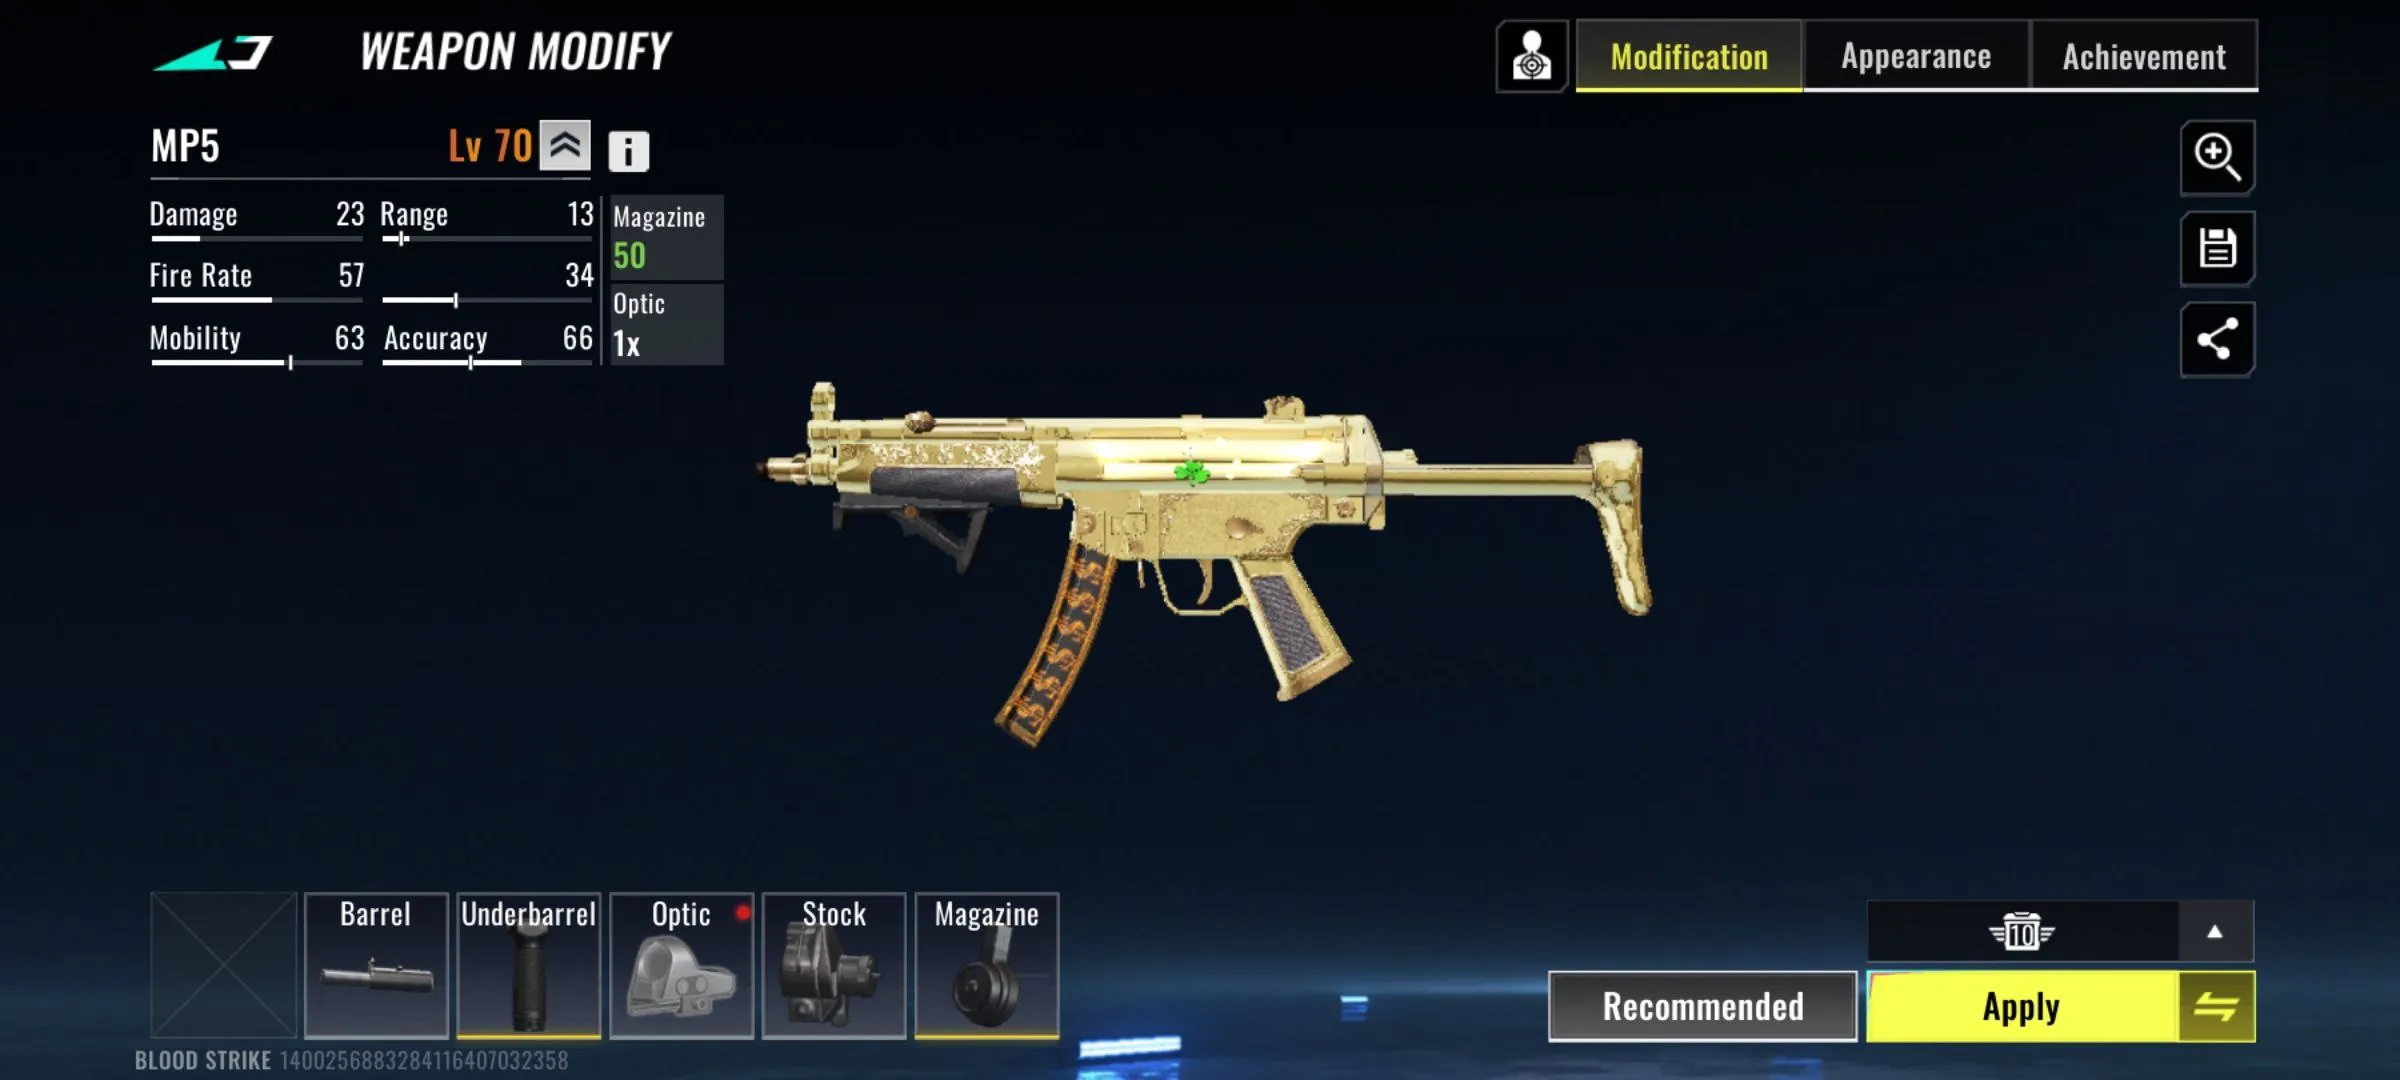 WEAPON MODIFY
Modification
Appearance
Achievement
MP5
Lv 70
i
Damage 23
Range 13
Magazine
50
Fire Rate 57
34
Optic
1x
Mobility 63
Accuracy 66
Barrel
Underbarrel
Optic
Stock
Magazine
10
Recommended
Apply
BLOOD STRIKE 1400256883284116407032358